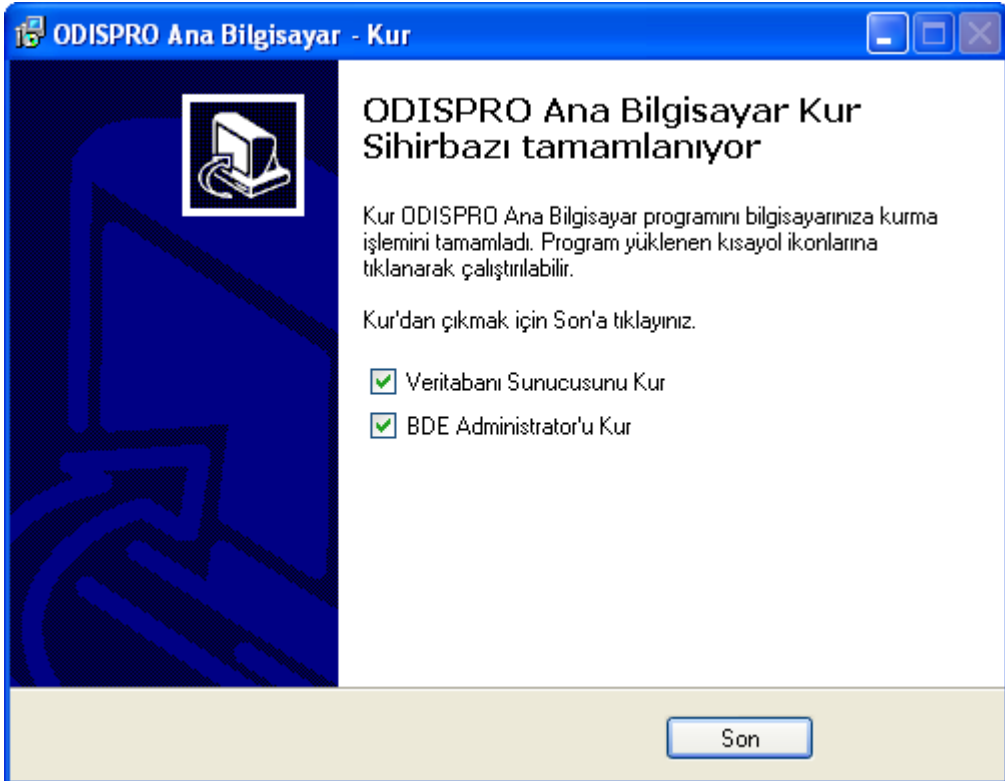 ODISPRO Ana Bilgisayar - Kur
ODISPRO Ana Bilgisayar Kur
Sihirbazı tamamlanıyor
Kur ODISPRO Ana Bilgisayar programını bilgisayarınıza kurma
işlemini tamamladı. Program yüklenen kısayol ikonlarına
tıklanarak çalıştırılabilir.
Kur'dan çıkmak için Son'a tıklayınız.
Veritabanı Sunucusunu Kur
BDE Administrator'u Kur
Son